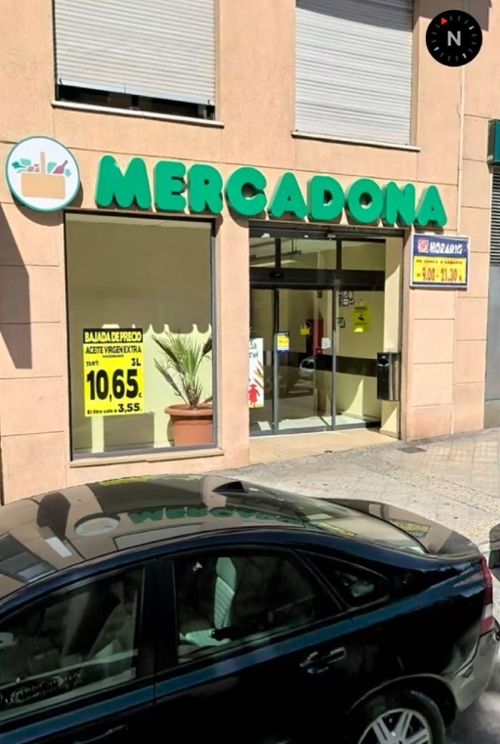 N
MERCADONA
HORARIO
9.00 - 21.30
BAJADA DE PRECIO
ACEITE VIRGEN EXTRA
3L
10,65
El litro sale a 3,55